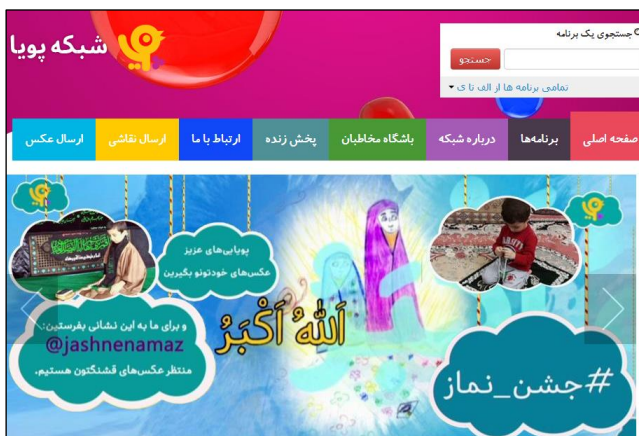 شبکه پویا
جستجوی یک برنامه
جستجو
تمامی برنامه ها از الف تا ی
صفحه اصلی
برنامه‌ها
درباره شبکه
باشگاه مخاطبان
پخش زنده
ارتباط با ما
ارسال نقاشی
ارسال عکس
پویایی‌های عزیز
عکس‌های خودتونو بگیرین
اَللهُ اَکْبَرُ
و برای ما به این نشانی بفرستین:
@jashnenamaz
منتظر عکس‌های قشنگتون هستیم.
#جشن_نماز